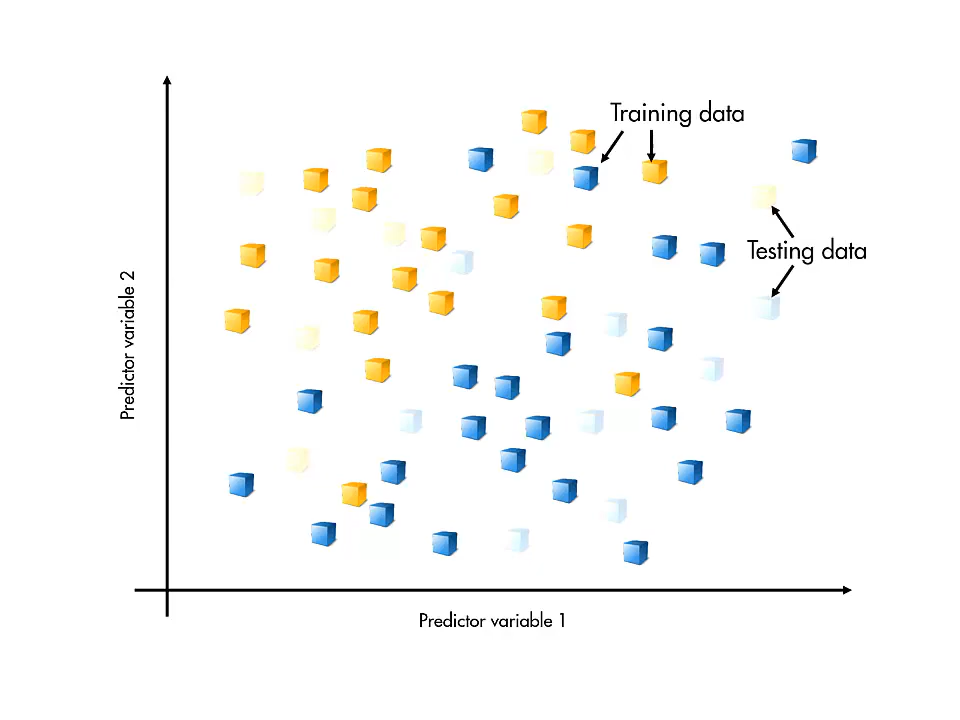 Training data
Testing data
Predictor variable 2
Predictor variable 1